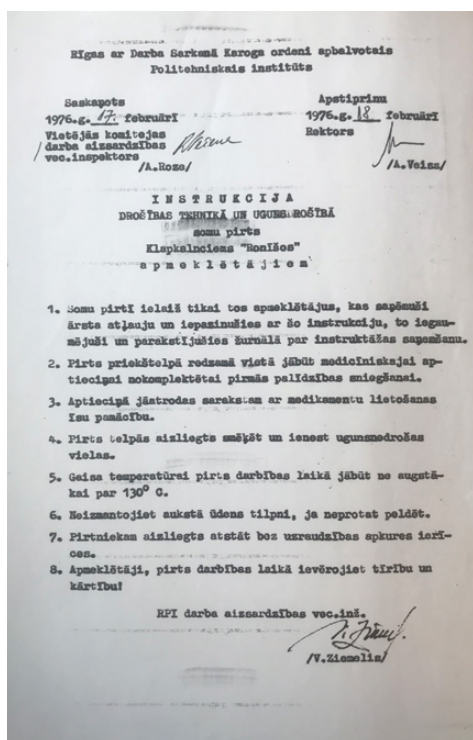 Rīgas ar Darba Sarkanā Karoga ordeni apbalvotais
Politehniskais institūts
Saskaņots
1976.g. 17. februārī
Vietējās komitejas
darba aizsardzības
vec.inspektors
/A.Roze/
Apstiprinu
1976.g. 18 februārī
Rektors
/A.Veiss/
INSTRUKCIJA
DROŠĪBAS TEHNIKĀ UN UGUNSDROŠĪBĀ
somu pirts
Klapkalnciema "Ronīšos"
apmeklētājiem
1. Somu pirtī ielaiž tikai tos apmeklētājus, kas saņēmuši
ārsta atļauju un iepazinušies ar šo instrukciju, to iegau-
mējuši un parakstījušies žurnālā par instruktāžas saņemšanu.
2. Pirts priekštelpā redzamā vietā jābūt medicīniskajai ap-
tieciņai nokomplektētai pirmās palīdzības sniegšanai.
3. Aptieciņā jāatrodas sarakstam ar medikamentu lietošanas
īsu pamācību.
4. Pirts telpās aizliegts smēķēt un ienest ugunsnedrošas
vielas.
5. Gaisa temperatūrai pirts darbības laikā jābūt ne augstā-
kai par 130° C.
6. Neizmantojiet aukstā ūdens tilpni, ja neprotat peldēt.
7. Pirtniekam aizliegts atstāt bez uzraudzības apkures ierī-
ces.
8. Apmeklētāji, pirts darbības laikā ievērojiet tīrību un
kārtību!
RPI darba aizsardzības vec.inž.
/V.Ziemelis/